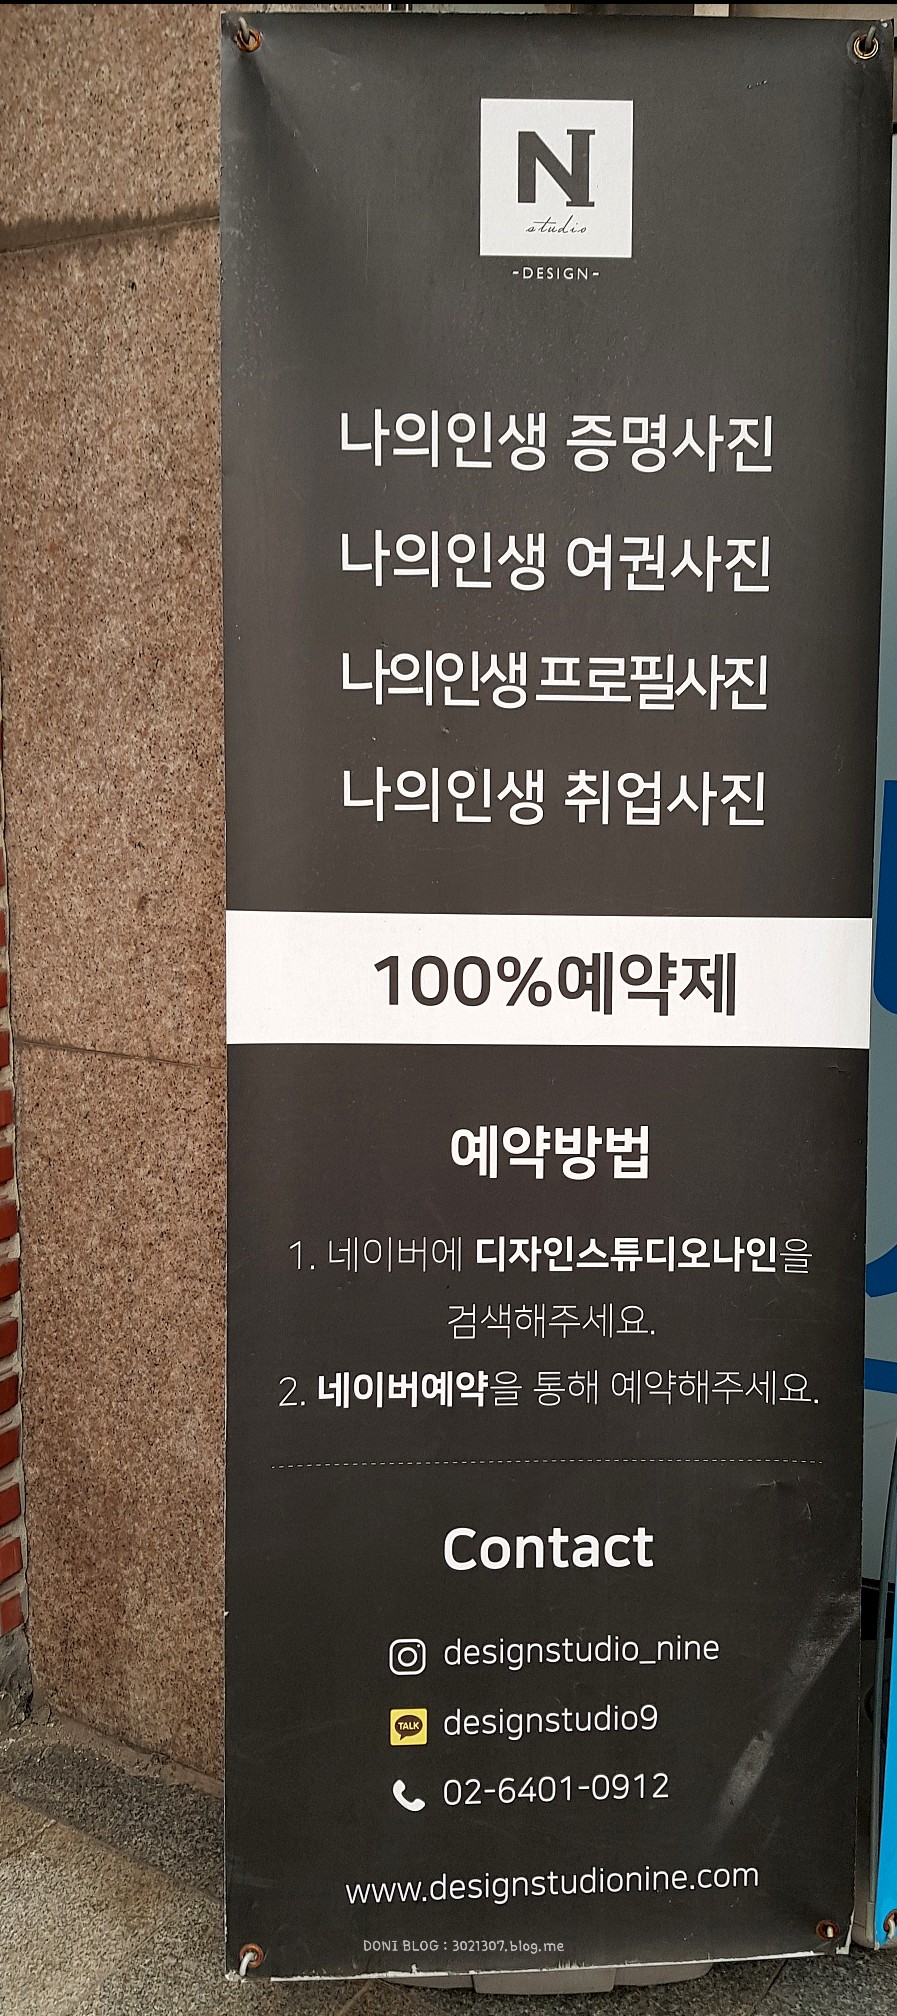 NI
studio
-DESIGN-
나의인생 증명사진
나의인생 여권사진
나의인생 프로필사진
나의인생 취업사진
100%예약제
예약방법
1. 네이버에 디자인스튜디오나인을
검색해주세요.
2. 네이버예약을 통해 예약해주세요.
Contact
designstudio_nine
TALK designstudio9
02-6401-0912
www.designstudionine.com
DONI BLOG : 3021307.blog.me